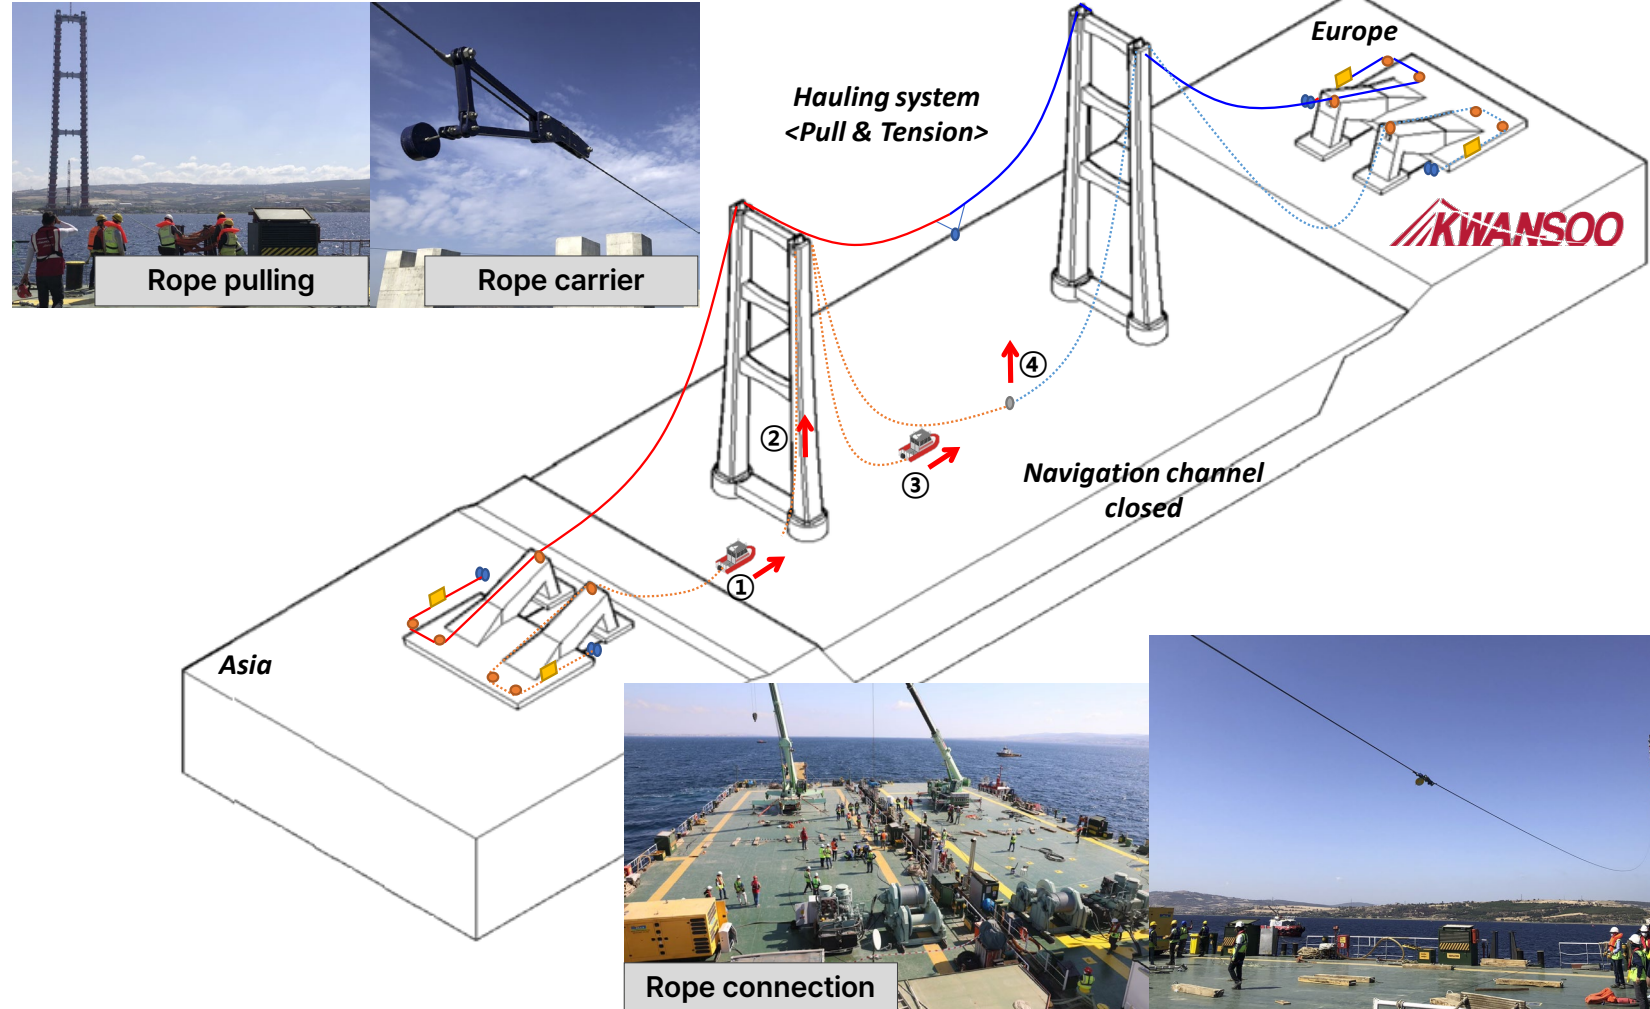 Europe
Hauling system
<Pull & Tension>
KWANSOO
Rope pulling
Rope carrier
④
②
③
Navigation channel
closed
①
Asia
Rope connection